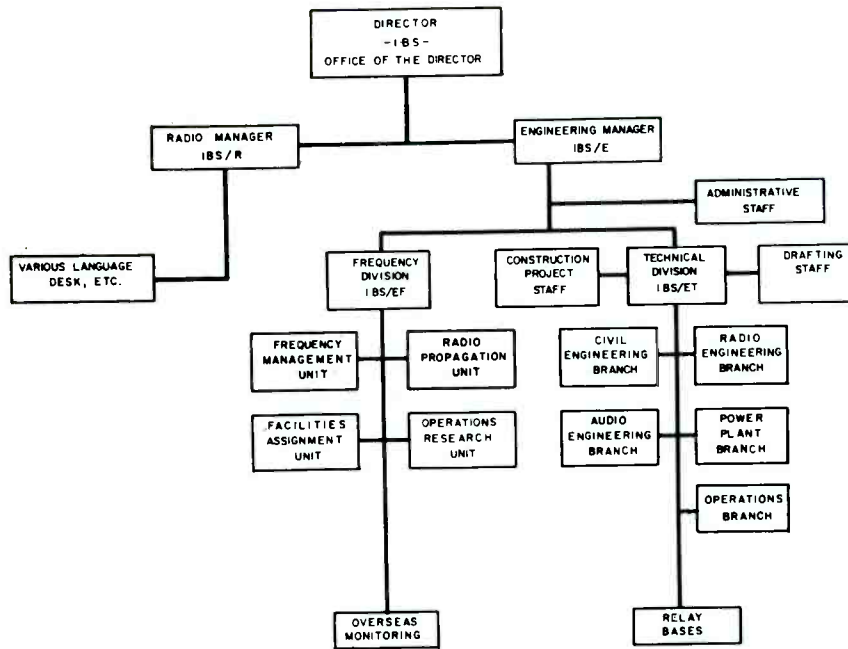 DIRECTOR
-IBS-
OFFICE OF THE DIRECTOR
RADIO MANAGER
IBS/R
ENGINEERING MANAGER
IBS/E
ADMINISTRATIVE
STAFF
VARIOUS LANGUAGE
DESK, ETC.
FREQUENCY
DIVISION
IBS/EF
CONSTRUCTION
PROJECT
STAFF
TECHNICAL
DIVISION
IBS/ET
DRAFTING
STAFF
FREQUENCY
MANAGEMENT
UNIT
RADIO
PROPAGATION
UNIT
CIVIL
ENGINEERING
BRANCH
RADIO
ENGINEERING
BRANCH
FACILITIES
ASSIGNMENT
UNIT
OPERATIONS
RESEARCH
UNIT
AUDIO
ENGINEERING
BRANCH
POWER
PLANT
BRANCH
OPERATIONS
BRANCH
OVERSEAS
MONITORING
RELAY
BASES